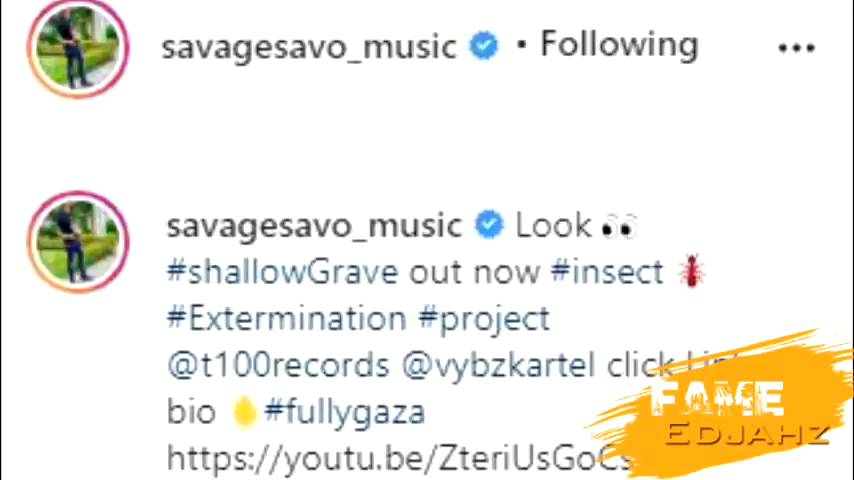 savagesavo_music • Following
savagesavo_music Look 👀
#shallowGrave out now #insect 🐜
#Extermination #project
@t100records @vybzkartel click
bio #fullygaza
https://youtu.be/ZteriUsGoC
FAME
EDJAHZ